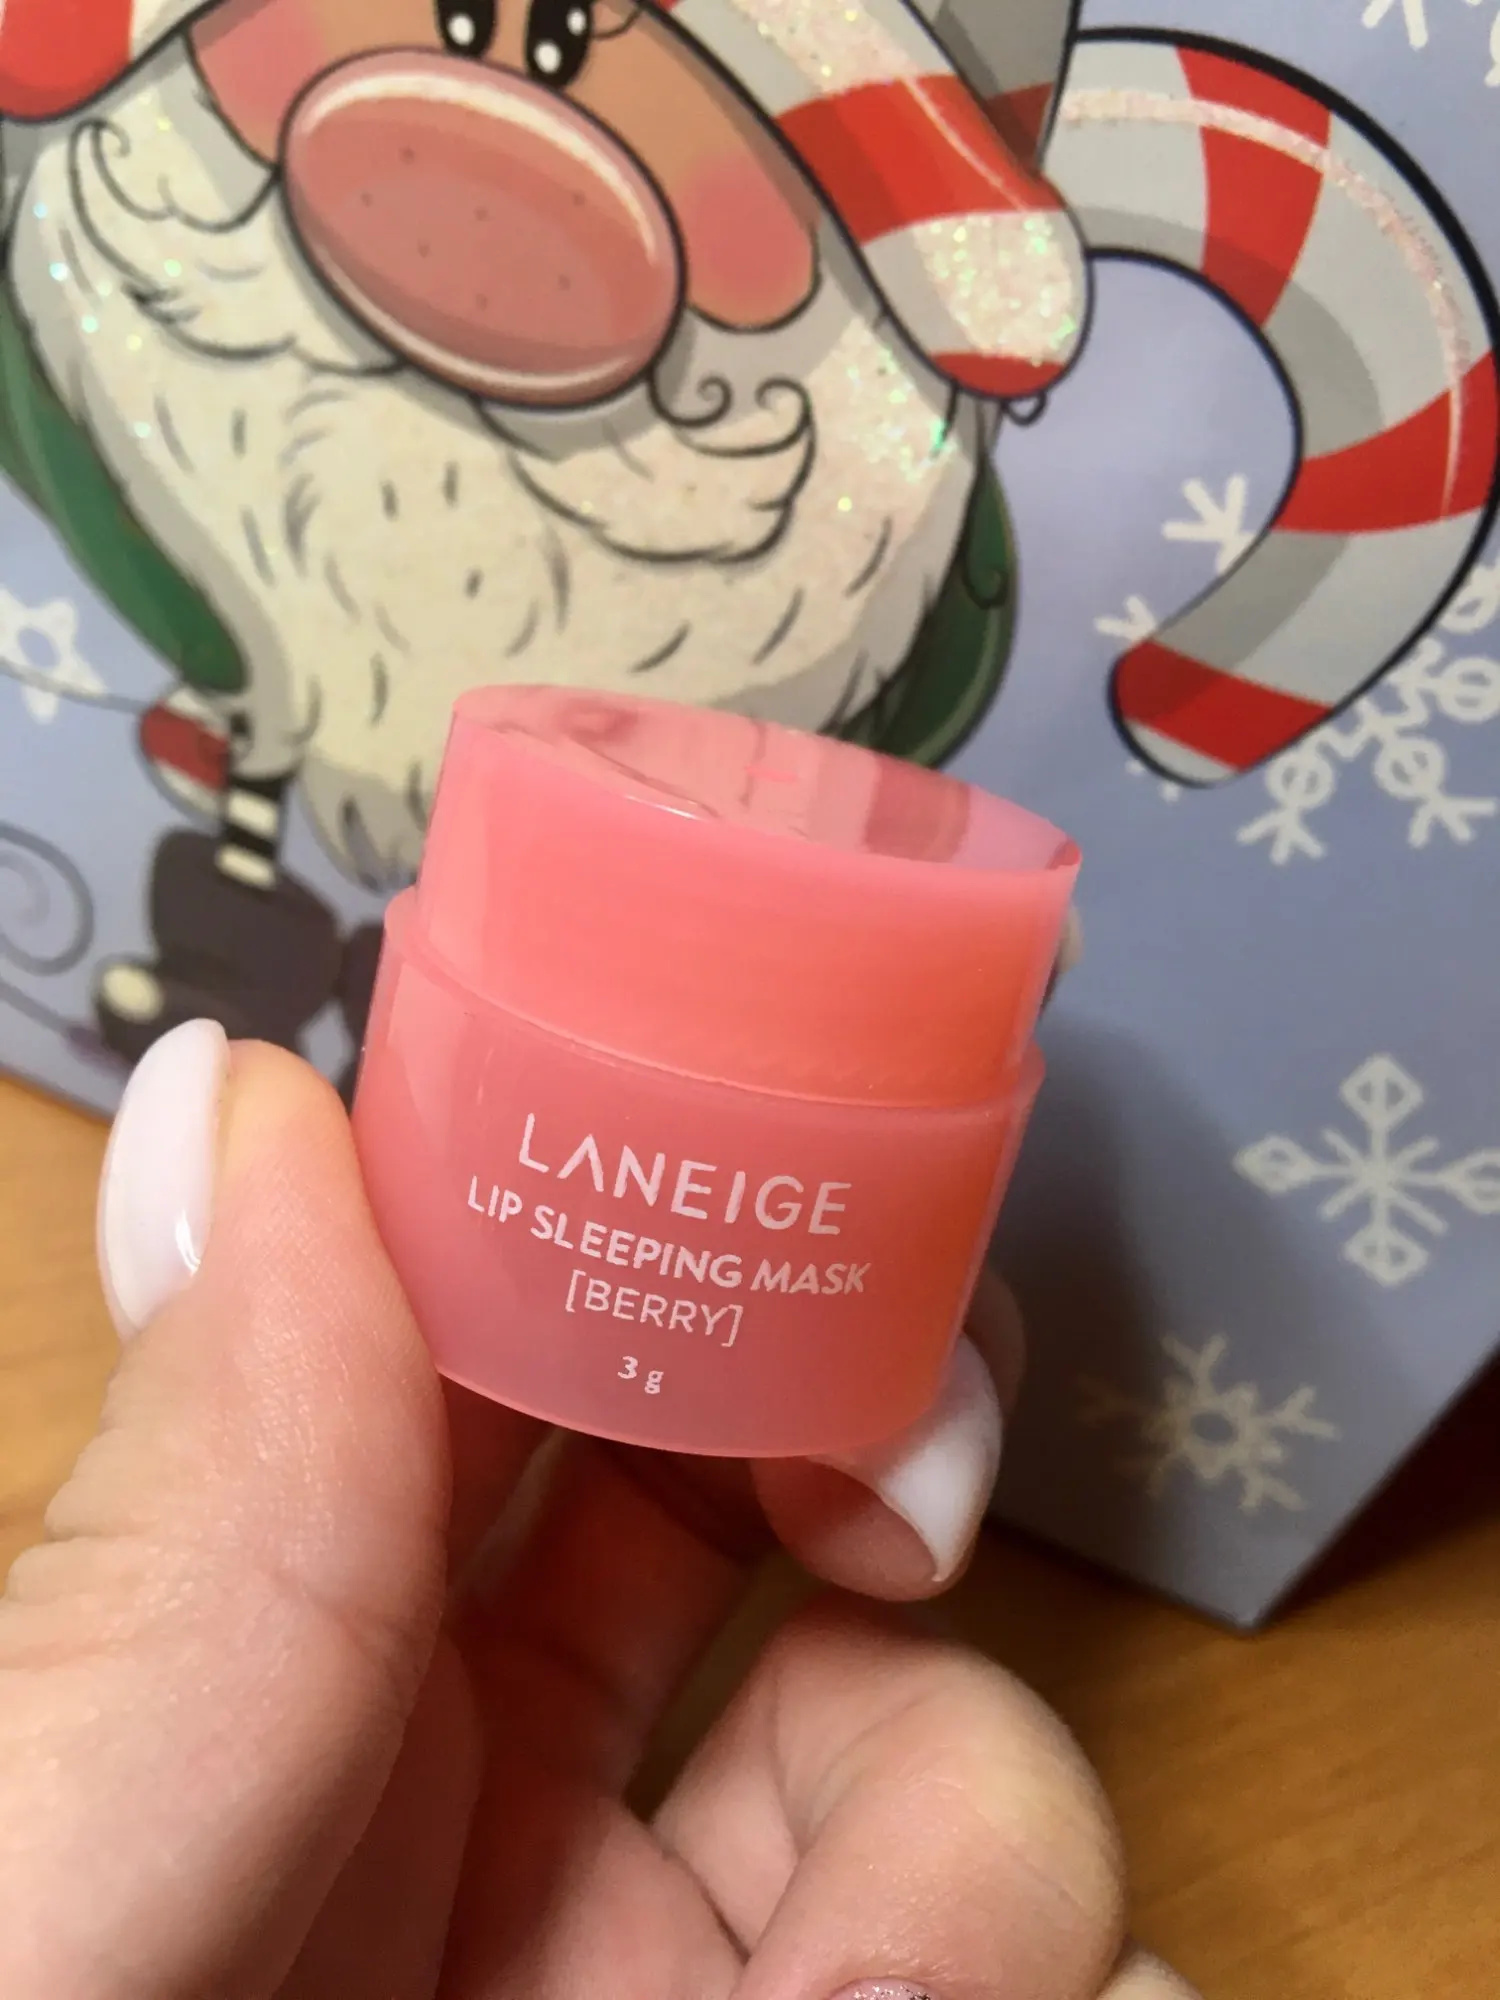 LANEIGE
LIP SLEEPING MASK
[BERRY]
3 g